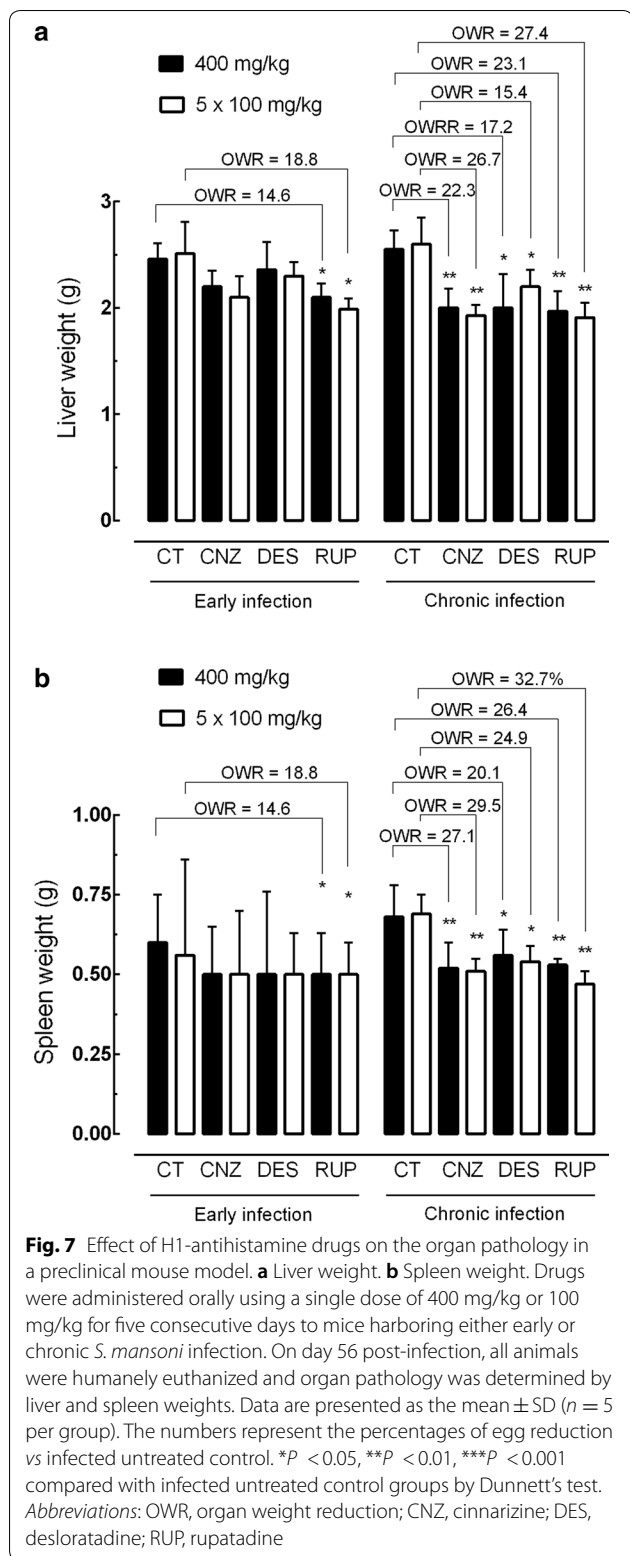 a
400 mg/kg
5 x 100 mg/kg
OWR = 27.4
OWR = 23.1
OWR = 15.4
OWRR = 17.2
OWR = 18.8
OWR = 26.7
OWR = 14.6
OWR = 22.3
Liver weight (g)
3
2
1
0
* * ** ** * * ** **
CT CNZ DES RUP CT CNZ DES RUP
Early infection Chronic infection
b
400 mg/kg
5 x 100 mg/kg
OWR = 32.7%
OWR = 26.4
OWR = 24.9
OWR = 18.8
OWR = 20.1
OWR = 14.6
OWR = 29.5
OWR = 27.1
Spleen weight (g)
1.00
0.75
0.50
0.25
0.00
* * ** ** * * ** **
CT CNZ DES RUP CT CNZ DES RUP
Early infection Chronic infection
Fig. 7 Effect of H1-antihistamine drugs on the organ pathology in
a preclinical mouse model. a Liver weight. b Spleen weight. Drugs
were administered orally using a single dose of 400 mg/kg or 100
mg/kg for five consecutive days to mice harboring either early or
chronic S. mansoni infection. On day 56 post-infection, all animals
were humanely euthanized and organ pathology was determined by
liver and spleen weights. Data are presented as the mean ± SD (n = 5
per group). The numbers represent the percentages of egg reduction
vs infected untreated control. *P < 0.05, **P < 0.01, ***P < 0.001
compared with infected untreated control groups by Dunnett's test.
Abbreviations: OWR, organ weight reduction; CNZ, cinnarizine; DES,
desloratadine; RUP, rupatadine